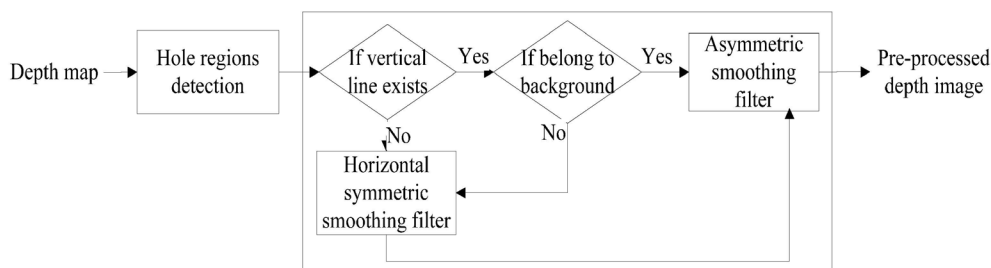 Depth map
Hole regions
detection
If vertical
line exists
Yes
If belong to
background
Yes
Asymmetric
smoothing
filter
Pre-processed
depth image
No
No
Horizontal
symmetric
smoothing filter